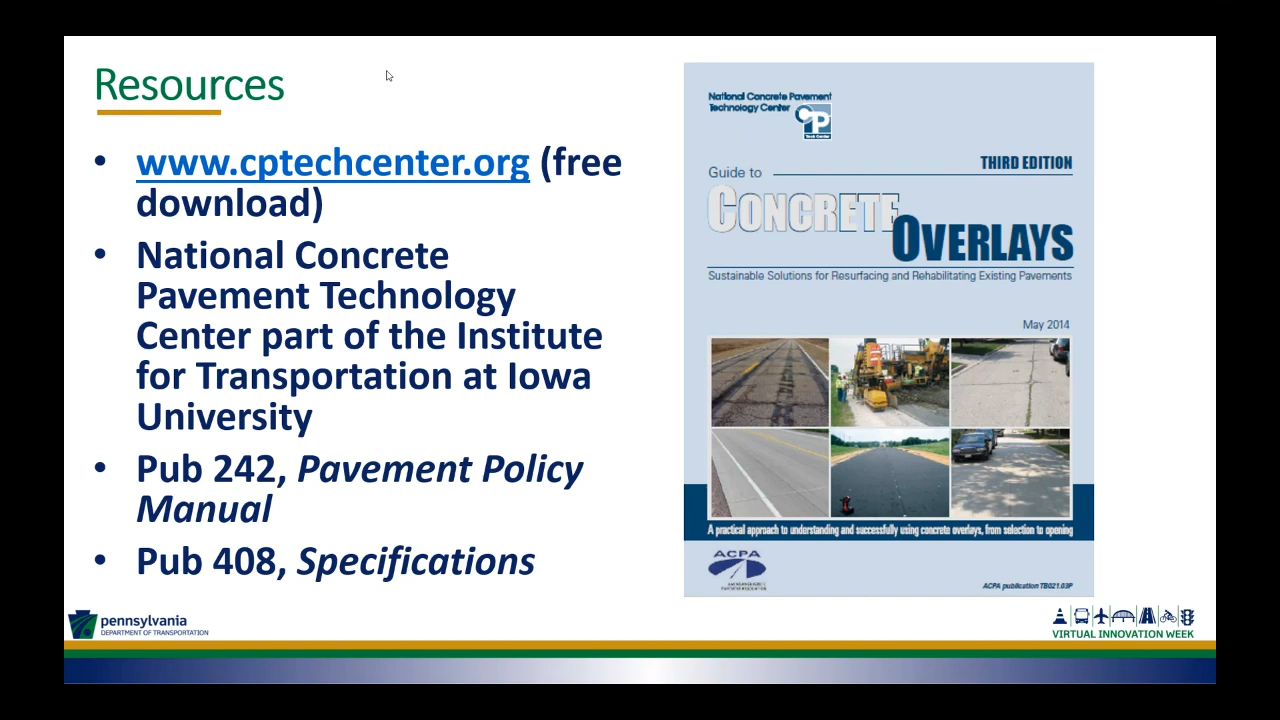 Resources
• www.cptechcenter.org (free
download)
• National Concrete
Pavement Technology
Center part of the Institute
for Transportation at Iowa
University
• Pub 242, Pavement Policy
Manual
• Pub 408, Specifications
National Concrete Pavement
Technology Center
CP
Tech Center
THIRD EDITION
Guide to
CONCRETE
OVERLAYS
Sustainable Solutions for Resurfacing and Rehabilitating Existing Pavements
May 2014
A practical approach to understanding and successfully using concrete overlays, from selection to opening
ACPA
ACPA publication TB021.03P
pennsylvania
DEPARTMENT OF TRANSPORTATION
VIRTUAL INNOVATION WEEK